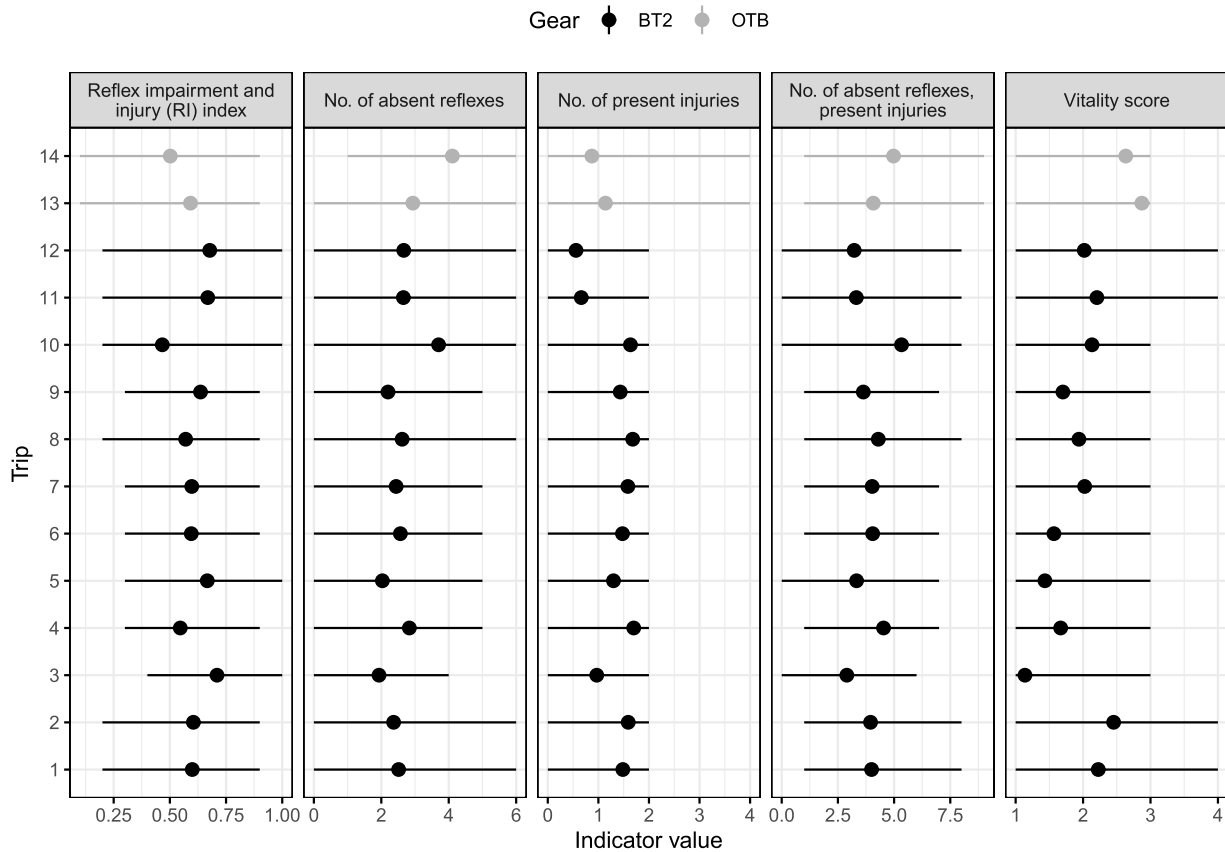 Gear BT2 OTB
Reflex impairment and
injury (RI) index
No. of absent reflexes
No. of present injuries
No. of absent reflexes,
present injuries
Vitality score
Trip
14
13
12
11
10
9
8
7
6
5
4
3
2
1
0.25 0.50 0.75 1.00
0 2 4 6
0 1 2 3 4
0.0 2.5 5.0 7.5
1 2 3 4
Indicator value